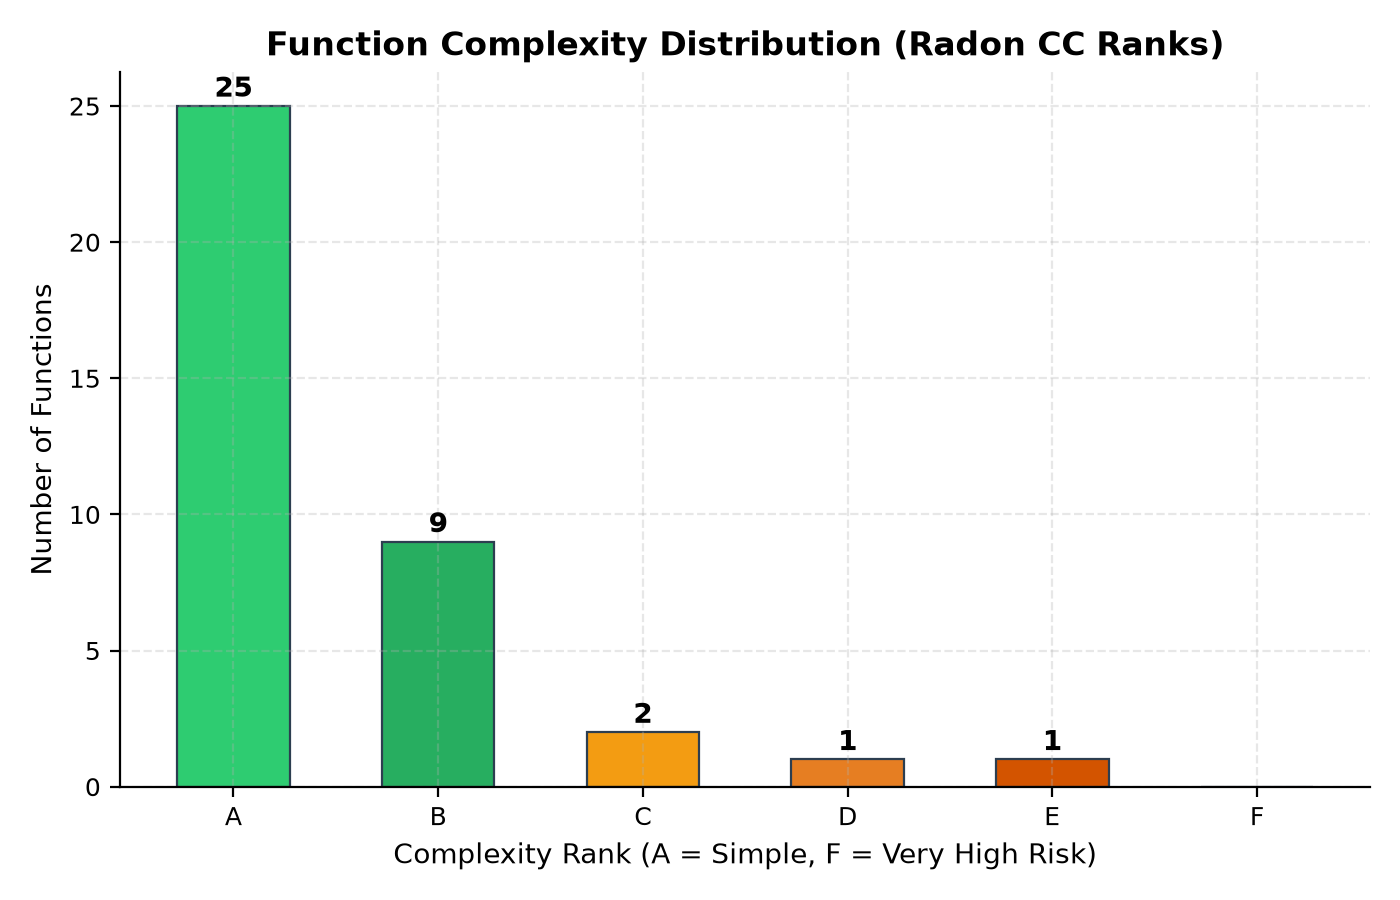 Function Complexity Distribution (Radon CC Ranks)
25
9
2
1
1
25
20
15
10
5
0
Number of Functions
A
B
C
D
E
F
Complexity Rank (A = Simple, F = Very High Risk)